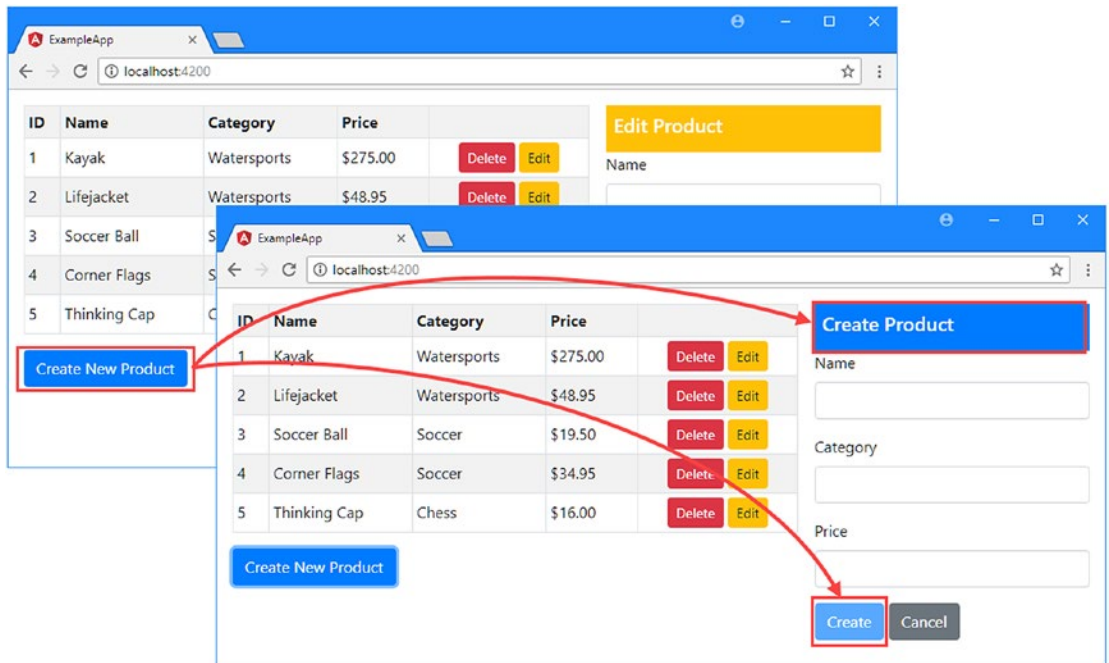 ExampleApp
localhost:4200
ID Name Category Price
1 Kayak Watersports $275.00 Delete Edit
2 Lifejacket Watersports $48.95 Delete Edit
3 Soccer Ball S
4 Corner Flags S
5 Thinking Cap C
Create New Product
Edit Product
Name
ExampleApp
localhost:4200
ID Name Category Price
1 Kayak Watersports $275.00 Delete Edit
2 Lifejacket Watersports $48.95 Delete Edit
3 Soccer Ball Soccer $19.50 Delete Edit
4 Corner Flags Soccer $34.95 Delete Edit
5 Thinking Cap Chess $16.00 Delete Edit
Create New Product
Create Product
Name
Category
Price
Create Cancel